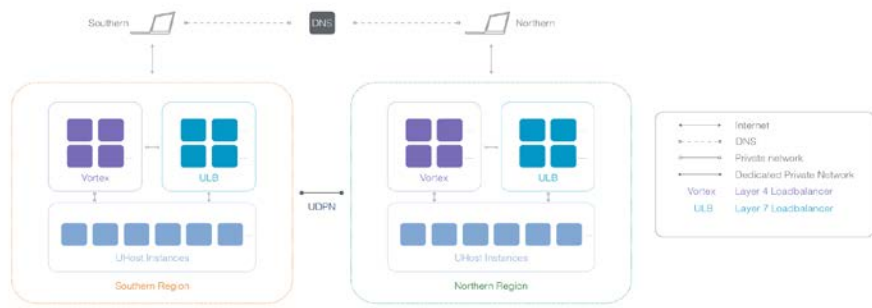 Southern
DNS
Northern
Vortex
ULB
Vortex
ULB
UDPN
UHost Instances
UHost Instances
Southern Region
Northern Region
Internet
DNS
Private network
Dedicated Private Network
Vortex Layer 4 Loadbalancer
ULB Layer 7 Loadbalancer